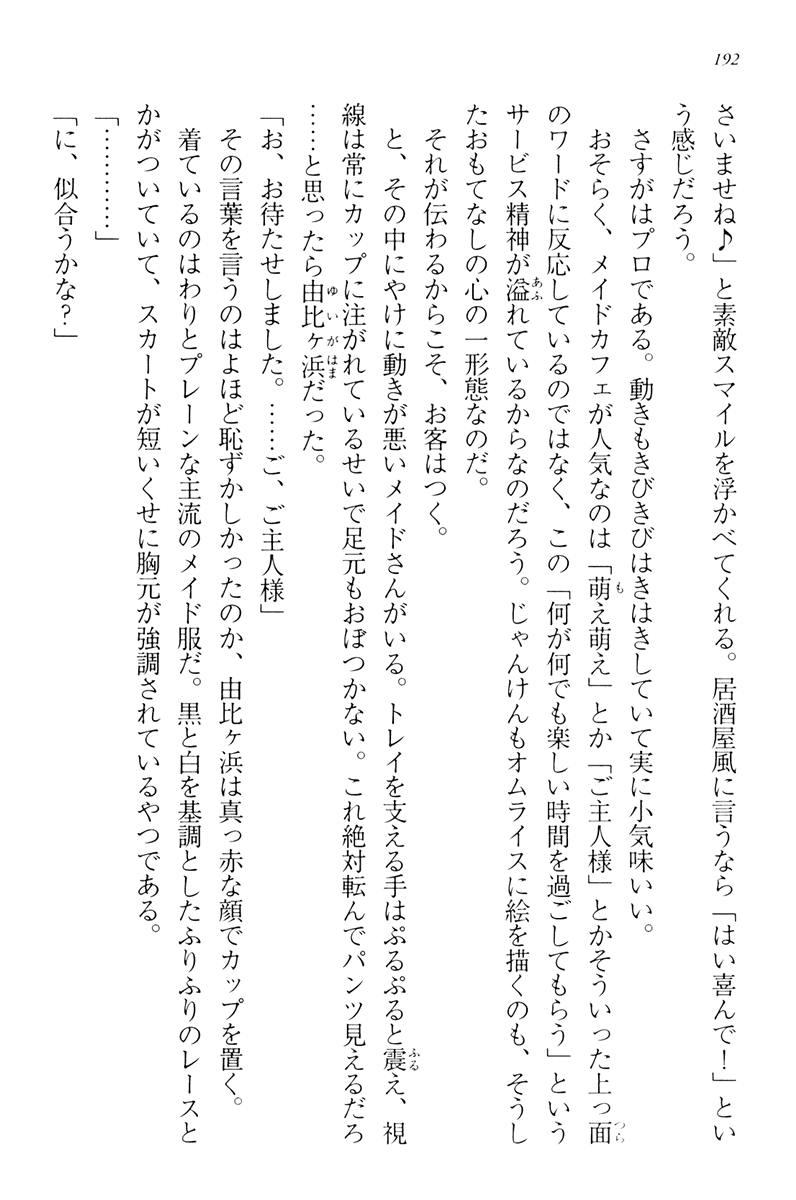 192
さいませね♪」と素敵スマイルを浮かべてくれる。居酒屋風に言うなら「はい喜んで！」とい
う感じだろう。
さすがはプロである。動きもきびきびはきはきしていて実に小気味いい。
おそらく、メイドカフェが人気なのは「萌え萌え」とか「ご主人様」とかそういった上っ面
のワードに反応しているのではなく、この「何が何でも楽しい時間を過ごしてもらう」という
サービス精神が溢れているからなのだろう。じゃんけんもオムライスに絵を描くのも、そうし
たおもてなしの心の一形態なのだ。
それが伝わるからこそ、お客はつく。
と、その中にやけに動きが悪いメイドさんがいる。トレイを支える手はぷるぷると震え、視
線は常にカップに注がれているせいで足元もおぼつかない。これ絶対転んでパンツ見えるだろ
……と思ったら由比ヶ浜だった。
「お、お待たせしました。……ご、ご主人様」
その言葉を言うのはよほど恥ずかしかったのか、由比ヶ浜は真っ赤な顔でカップを置く。
着ているのはわりとプレーンな主流のメイド服だ。黒と白を基調としたふりふりのレースと
かがついていて、スカートが短いくせに胸元が強調されているやつである。
「…………」
「に、似合うかな？」